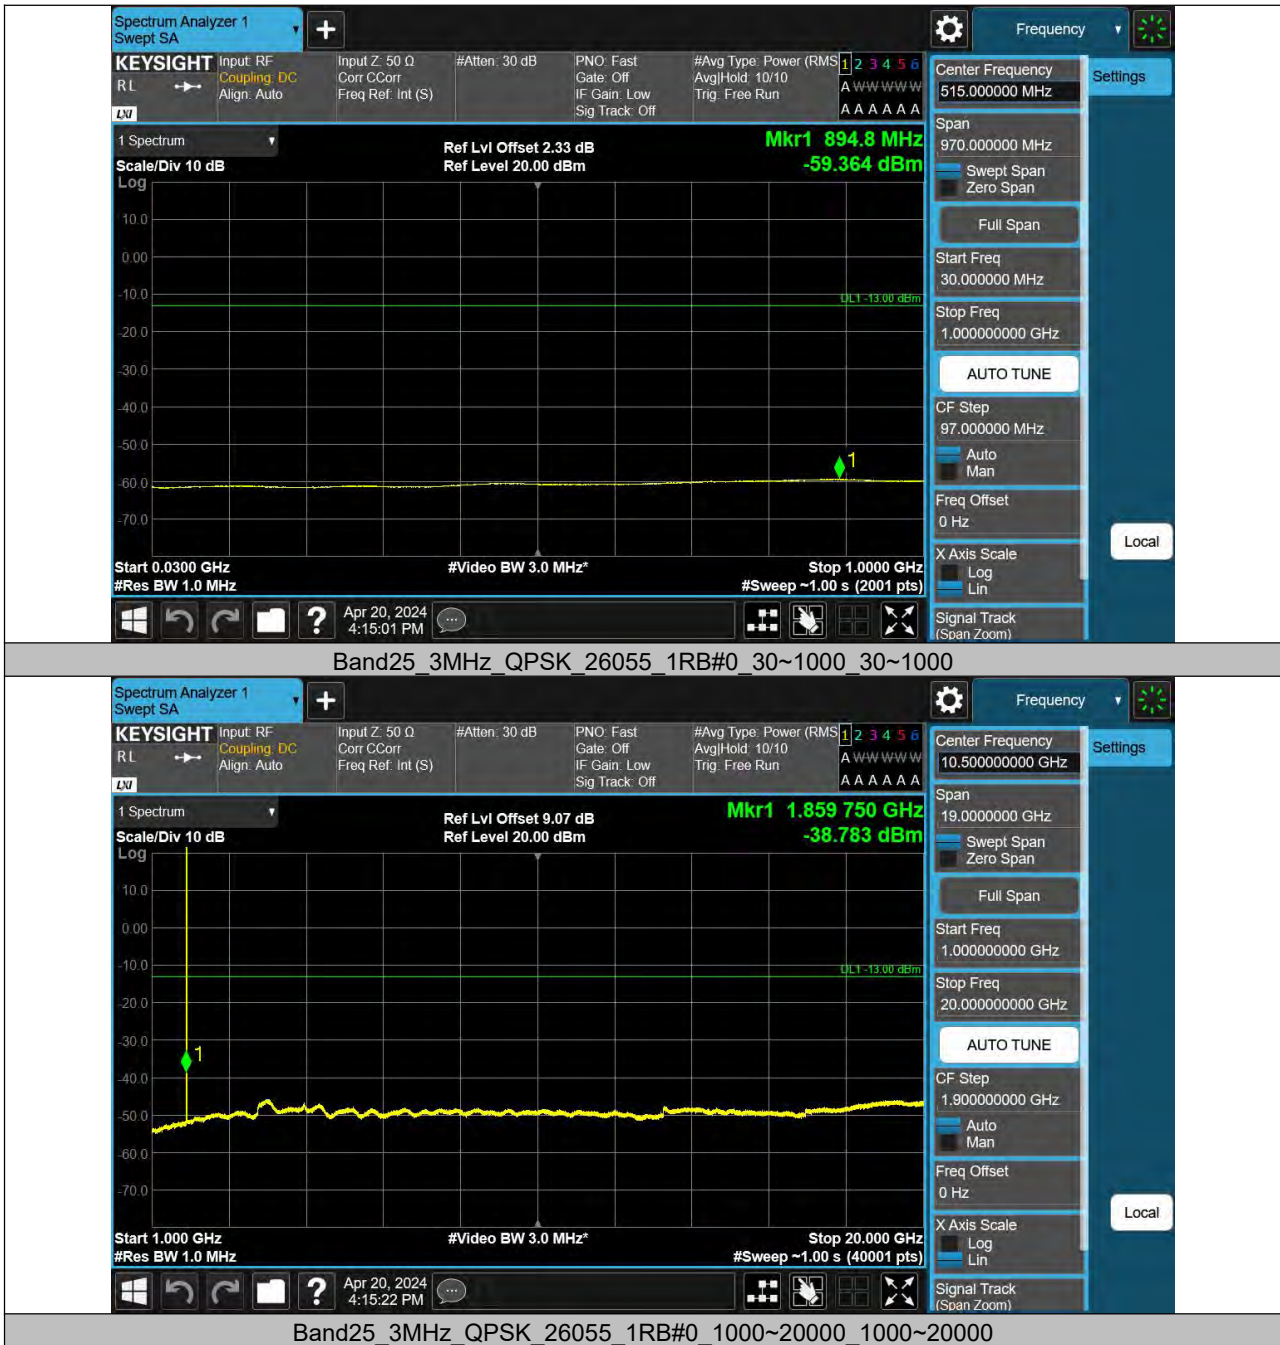 Spectrum Analyzer 1
Swept SA
Frequency
KEYSIGHT
RL
LXI
Input: RF
Coupling: DC
Align: Auto
Input Z: 50 Ω
Corr CCorr
Freq Ref: Int (S)
#Atten: 30 dB
PNO: Fast
Gate: Off
IF Gain: Low
Sig Track: Off
#Avg Type: Power (RMS
Avg|Hold: 10/10
Trig: Free Run
1 2 3 4 5 6
A W W W W W
A A A A A A
1 Spectrum
Scale/Div 10 dB
Ref Lvl Offset 2.33 dB
Ref Level 20.00 dBm
Mkr1 894.8 MHz
-59.364 dBm
Log
10.0
0.00
-10.0
-20.0
-30.0
-40.0
-50.0
-60.0
-70.0
DL1 -13.00 dBm
1
Start 0.0300 GHz
#Res BW 1.0 MHz
#Video BW 3.0 MHz*
Stop 1.0000 GHz
#Sweep ~1.00 s (2001 pts)
Apr 20, 2024
4:15:01 PM
Center Frequency
515.000000 MHz
Span
970.000000 MHz
Swept Span
Zero Span
Full Span
Start Freq
30.000000 MHz
Stop Freq
1.000000000 GHz
AUTO TUNE
CF Step
97.000000 MHz
Auto
Man
Freq Offset
0 Hz
X Axis Scale
Log
Lin
Signal Track
(Span Zoom)
Settings
Local
Band25_3MHz_QPSK_26055_1RB#0_30~1000_30~1000
Spectrum Analyzer 1
Swept SA
Frequency
KEYSIGHT
RL
LXI
Input: RF
Coupling: DC
Align: Auto
Input Z: 50 Ω
Corr CCorr
Freq Ref: Int (S)
#Atten: 30 dB
PNO: Fast
Gate: Off
IF Gain: Low
Sig Track: Off
#Avg Type: Power (RMS
Avg|Hold: 10/10
Trig: Free Run
1 2 3 4 5 6
A W W W W W
A A A A A A
1 Spectrum
Scale/Div 10 dB
Ref Lvl Offset 9.07 dB
Ref Level 20.00 dBm
Mkr1 1.859 750 GHz
-38.783 dBm
Log
10.0
0.00
-10.0
-20.0
-30.0
-40.0
-50.0
-60.0
-70.0
DL1 -13.00 dBm
1
Start 1.000 GHz
#Res BW 1.0 MHz
#Video BW 3.0 MHz*
Stop 20.000 GHz
#Sweep ~1.00 s (40001 pts)
Apr 20, 2024
4:15:22 PM
Center Frequency
10.500000000 GHz
Span
19.0000000 GHz
Swept Span
Zero Span
Full Span
Start Freq
1.000000000 GHz
Stop Freq
20.000000000 GHz
AUTO TUNE
CF Step
1.900000000 GHz
Auto
Man
Freq Offset
0 Hz
X Axis Scale
Log
Lin
Signal Track
(Span Zoom)
Settings
Local
Band25_3MHz_QPSK_26055_1RB#0_1000~20000_1000~20000